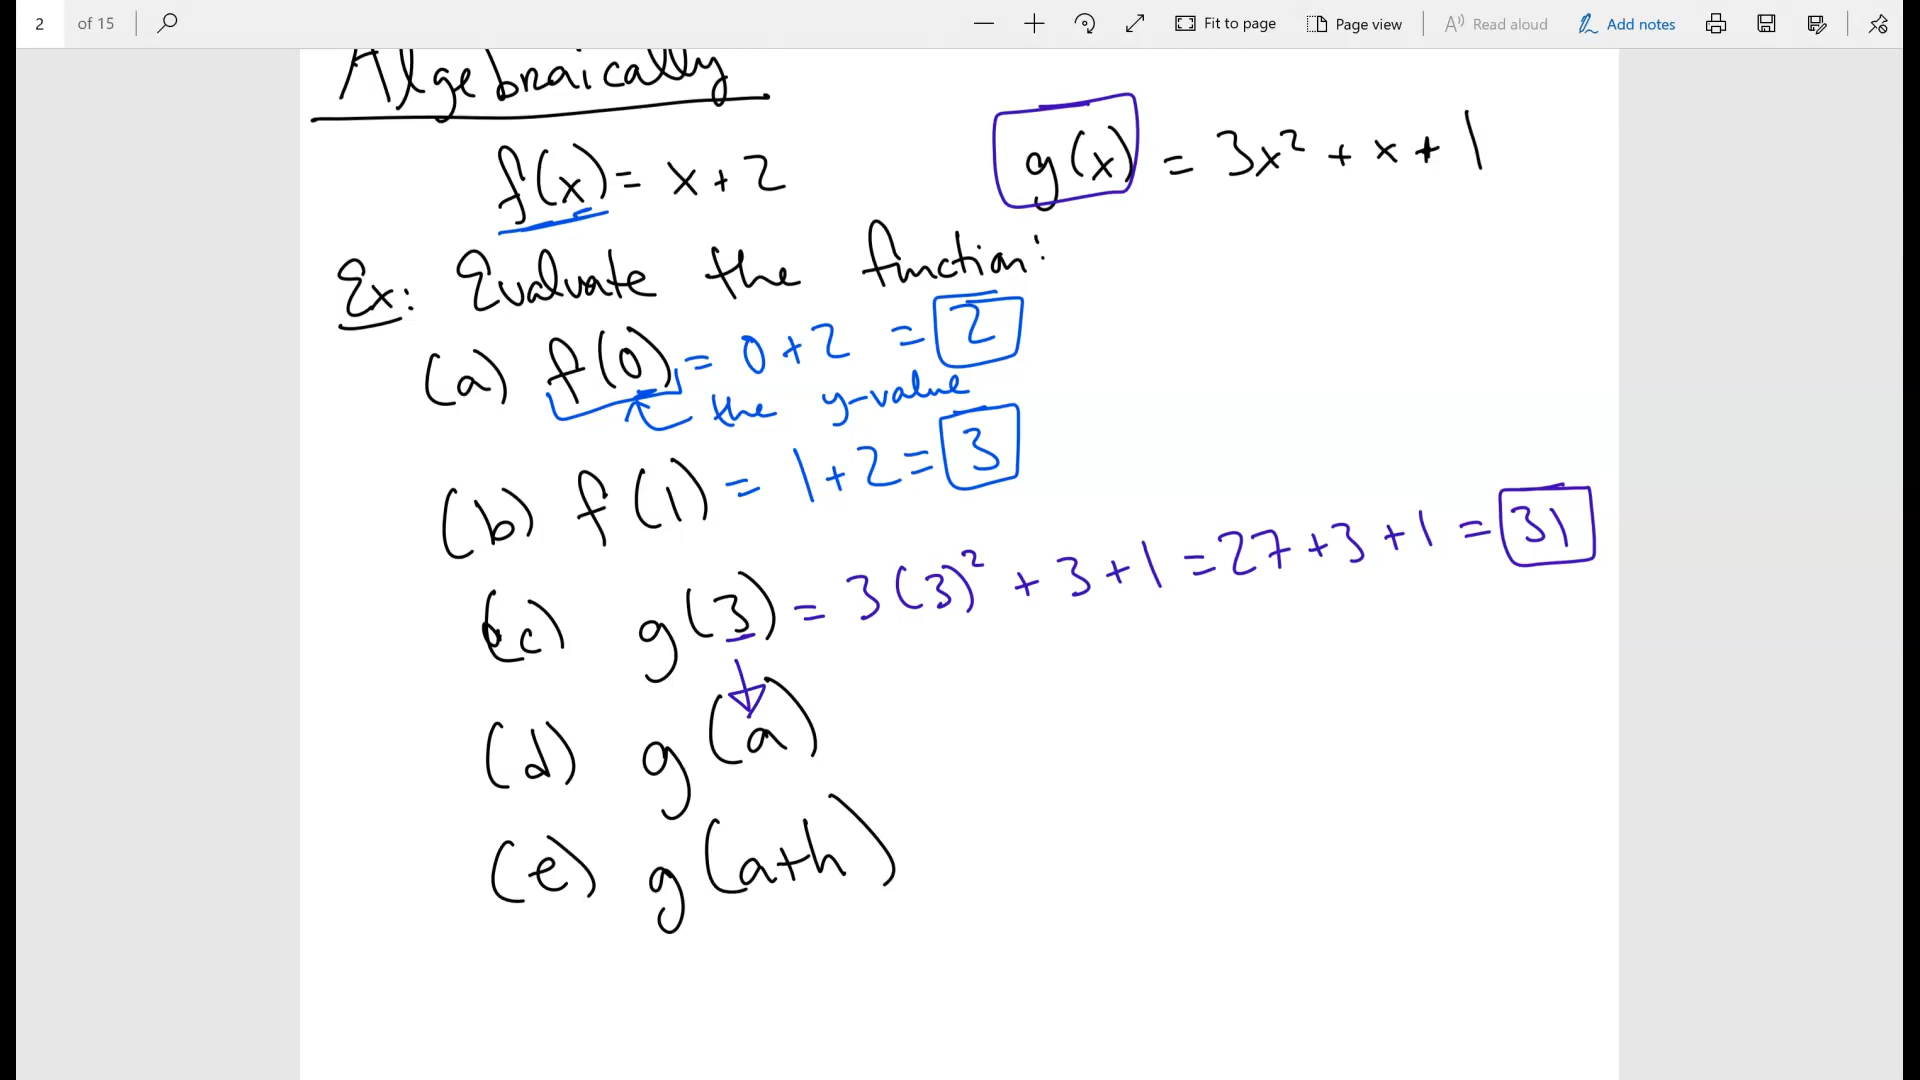 2 of 15 Fit to page Page view Read aloud Add notes
Algebraically
f(x) = x + 2
g(x) = 3x² + x + 1
Ex: Evaluate the function:
(a) f(0) = 0 + 2 = 2
the y-value
(b) f(1) = 1 + 2 = 3
(c) g(3) = 3(3)² + 3 + 1 = 27 + 3 + 1 = 31
(d) g(a)
(e) g(a+h)